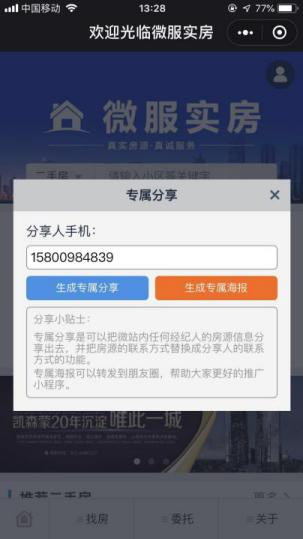 中国移动
13:28
77%
欢迎光临微服实房
微服实房
真实房源·真诚服务
二手房
请输入小区等关键字
专属分享
分享人手机：
15800984839
生成专属分享
生成专属海报
分享小贴士：
专属分享是可以把微站内任何经纪人的房源信息分
享出去，并把房源的联系方式替换成分享人的联系
方式的功能。
专属海报可以转发到朋友圈，帮助大家更好的推广
小程序。
凯森蒙20年沉淀 唯此一城
推荐二手房
更多
找房
委托
关于